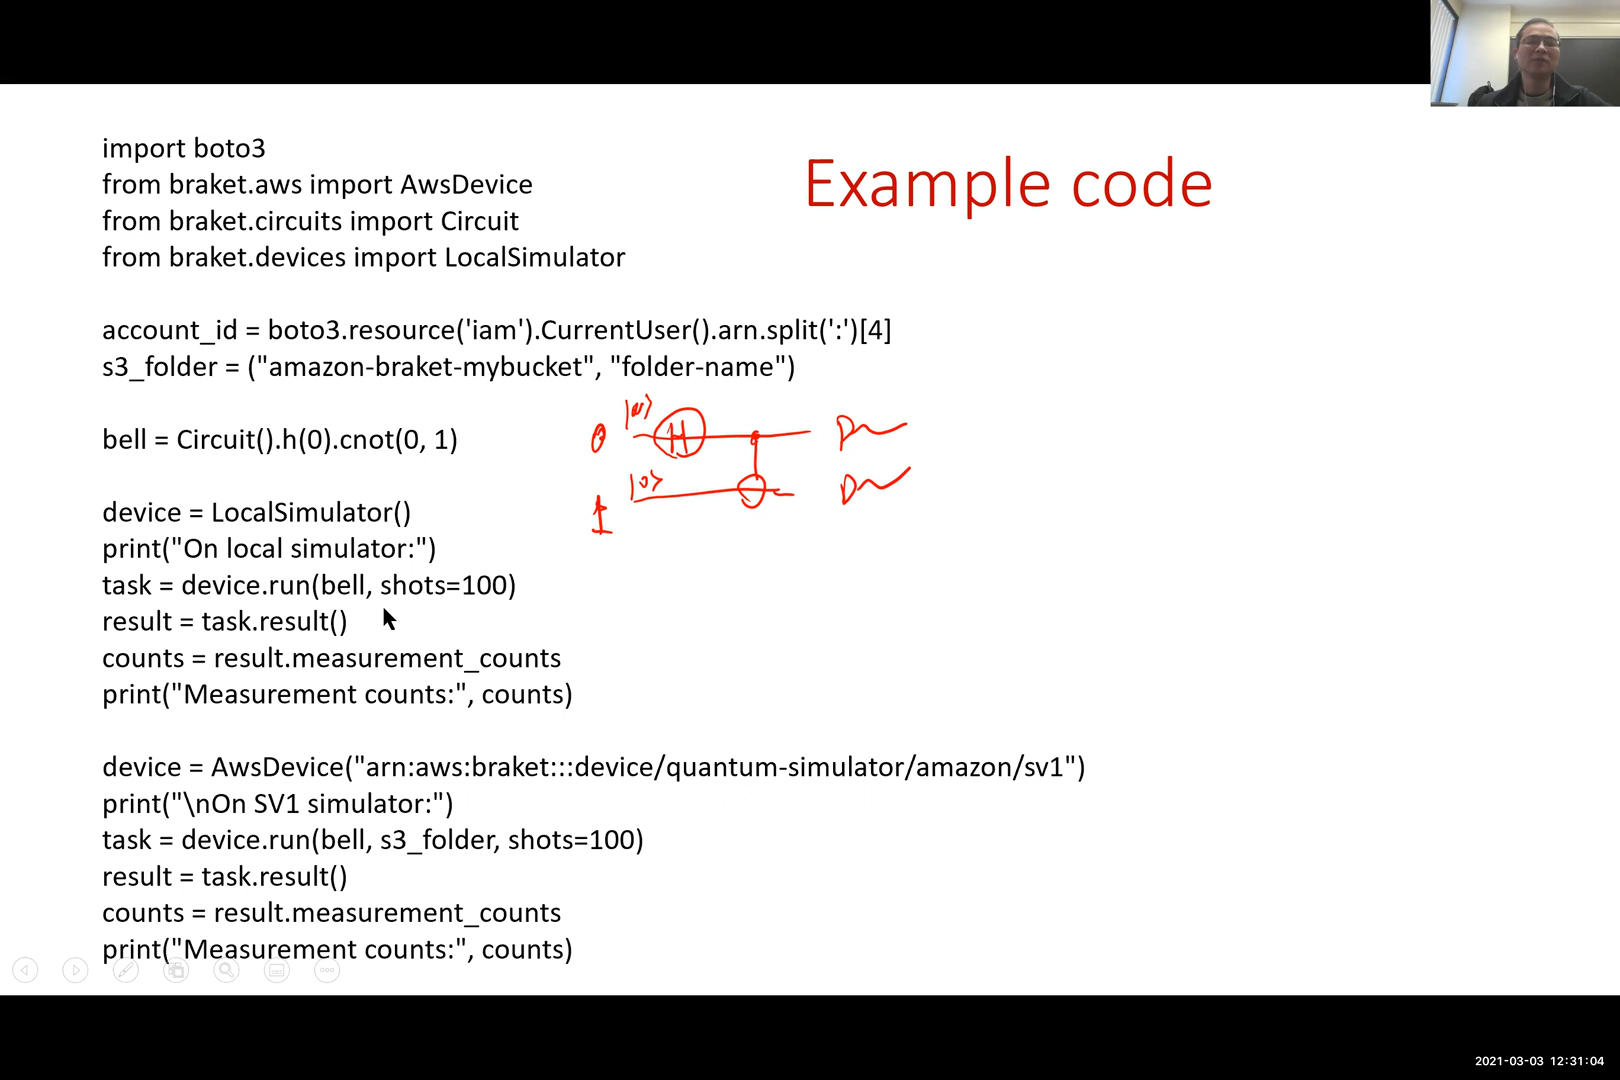 Example code
import boto3
from braket.aws import AwsDevice
from braket.circuits import Circuit
from braket.devices import LocalSimulator
account_id = boto3.resource('iam').CurrentUser().arn.split(':')[4]
s3_folder = ("amazon-braket-mybucket", "folder-name")
bell = Circuit().h(0).cnot(0, 1)
0 |0⟩ H
1 |0⟩
device = LocalSimulator()
print("On local simulator:")
task = device.run(bell, shots=100)
result = task.result()
counts = result.measurement_counts
print("Measurement counts:", counts)
device = AwsDevice("arn:aws:braket:::device/quantum-simulator/amazon/sv1")
print("\nOn SV1 simulator:")
task = device.run(bell, s3_folder, shots=100)
result = task.result()
counts = result.measurement_counts
print("Measurement counts:", counts)
2021-03-03 12:31:04